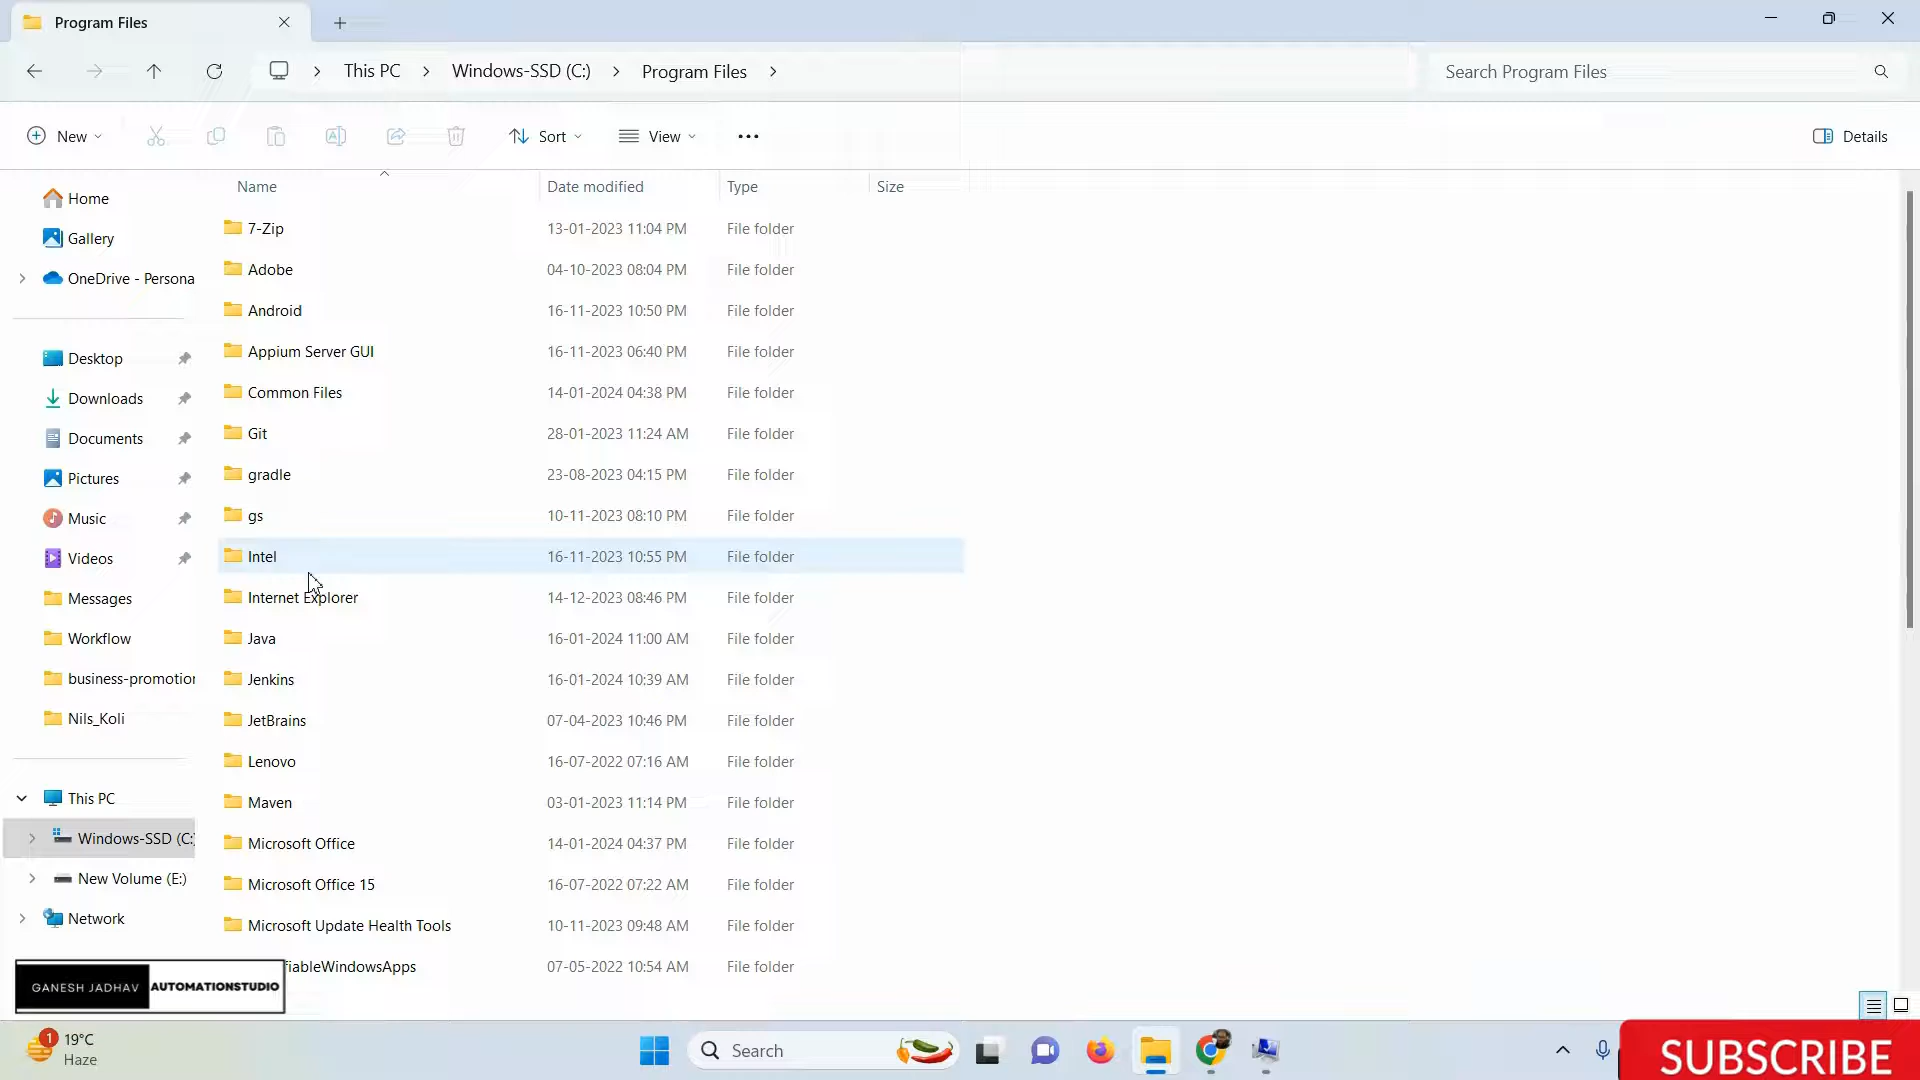 Program Files
This PC
Windows-SSD (C:)
Program Files
Search Program Files
New
Sort
View
Details
Name
Date modified
Type
Size
Home
Gallery
OneDrive - Persona
Desktop
Downloads
Documents
Pictures
Music
Videos
Messages
Workflow
business-promotion
Nils_Koli
This PC
Windows-SSD (C:
New Volume (E:)
Network
7-Zip 13-01-2023 11:04 PM File folder
Adobe 04-10-2023 08:04 PM File folder
Android 16-11-2023 10:50 PM File folder
Appium Server GUI 16-11-2023 06:40 PM File folder
Common Files 14-01-2024 04:38 PM File folder
Git 28-01-2023 11:24 AM File folder
gradle 23-08-2023 04:15 PM File folder
gs 10-11-2023 08:10 PM File folder
Intel 16-11-2023 10:55 PM File folder
Internet Explorer 14-12-2023 08:46 PM File folder
Java 16-01-2024 11:00 AM File folder
Jenkins 16-01-2024 10:39 AM File folder
JetBrains 07-04-2023 10:46 PM File folder
Lenovo 16-07-2022 07:16 AM File folder
Maven 03-01-2023 11:14 PM File folder
Microsoft Office 14-01-2024 04:37 PM File folder
Microsoft Office 15 16-07-2022 07:22 AM File folder
Microsoft Update Health Tools 10-11-2023 09:48 AM File folder
fiableWindowsApps 07-05-2022 10:54 AM File folder
GANESH JADHAV AUTOMATIONSTUDIO
1
19°C
Haze
Search
SUBSCRIBE